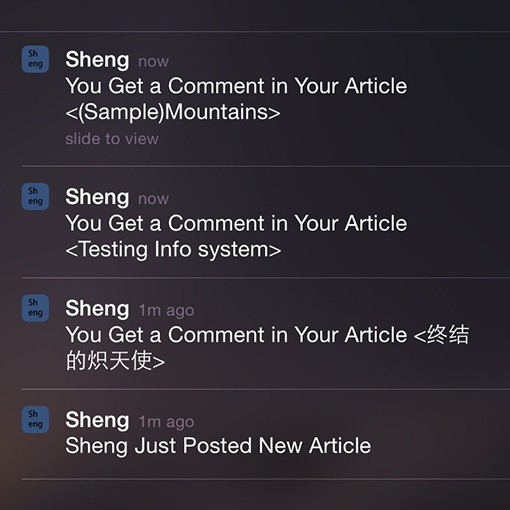 Sh
eng
Sheng now
You Get a Comment in Your Article
<(Sample)Mountains>
slide to view
Sh
eng
Sheng now
You Get a Comment in Your Article
<Testing Info system>
Sh
eng
Sheng 1m ago
You Get a Comment in Your Article <终结
的炽天使>
Sh
eng
Sheng 1m ago
Sheng Just Posted New Article